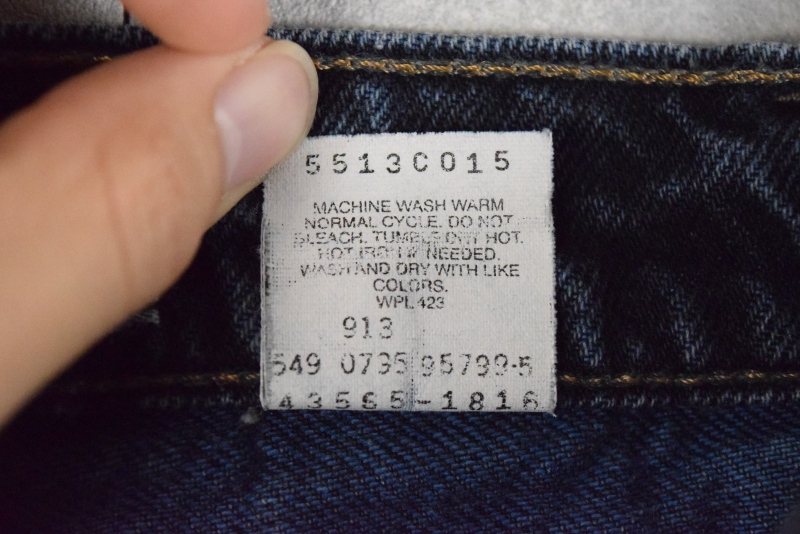 5513C015
MACHINE WASH WARM
NORMAL CYCLE. DO NOT
BLEACH. TUMBLE DRY HOT.
HOT IRON IF NEEDED.
WASH AND DRY WITH LIKE
COLORS.
WPL 423
913
549 0795 95799-5
43565-1816